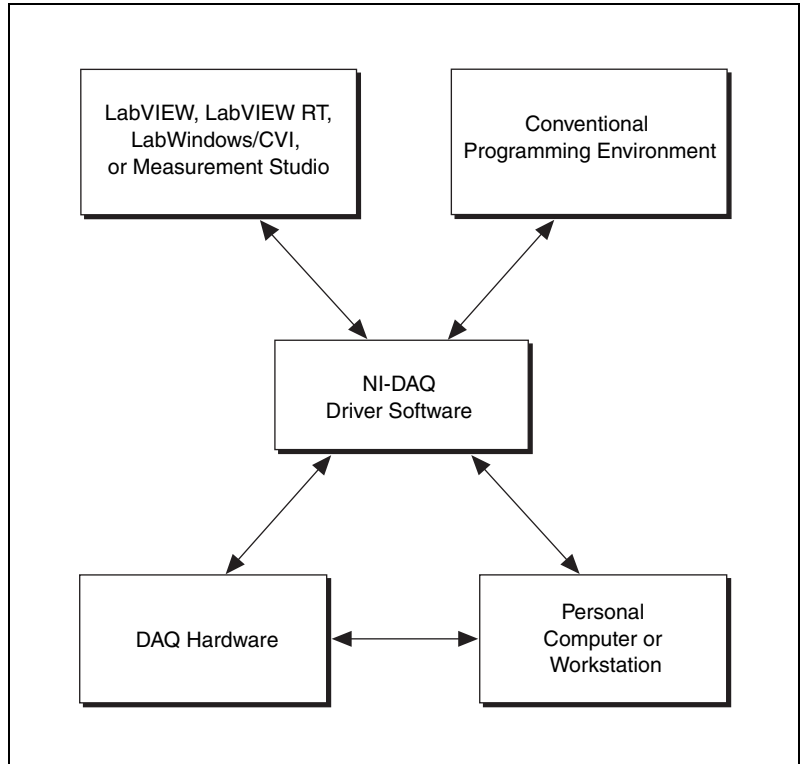 LabVIEW, LabVIEW RT,
LabWindows/CVI,
or Measurement Studio
Conventional
Programming Environment
NI-DAQ
Driver Software
DAQ Hardware
Personal
Computer or
Workstation